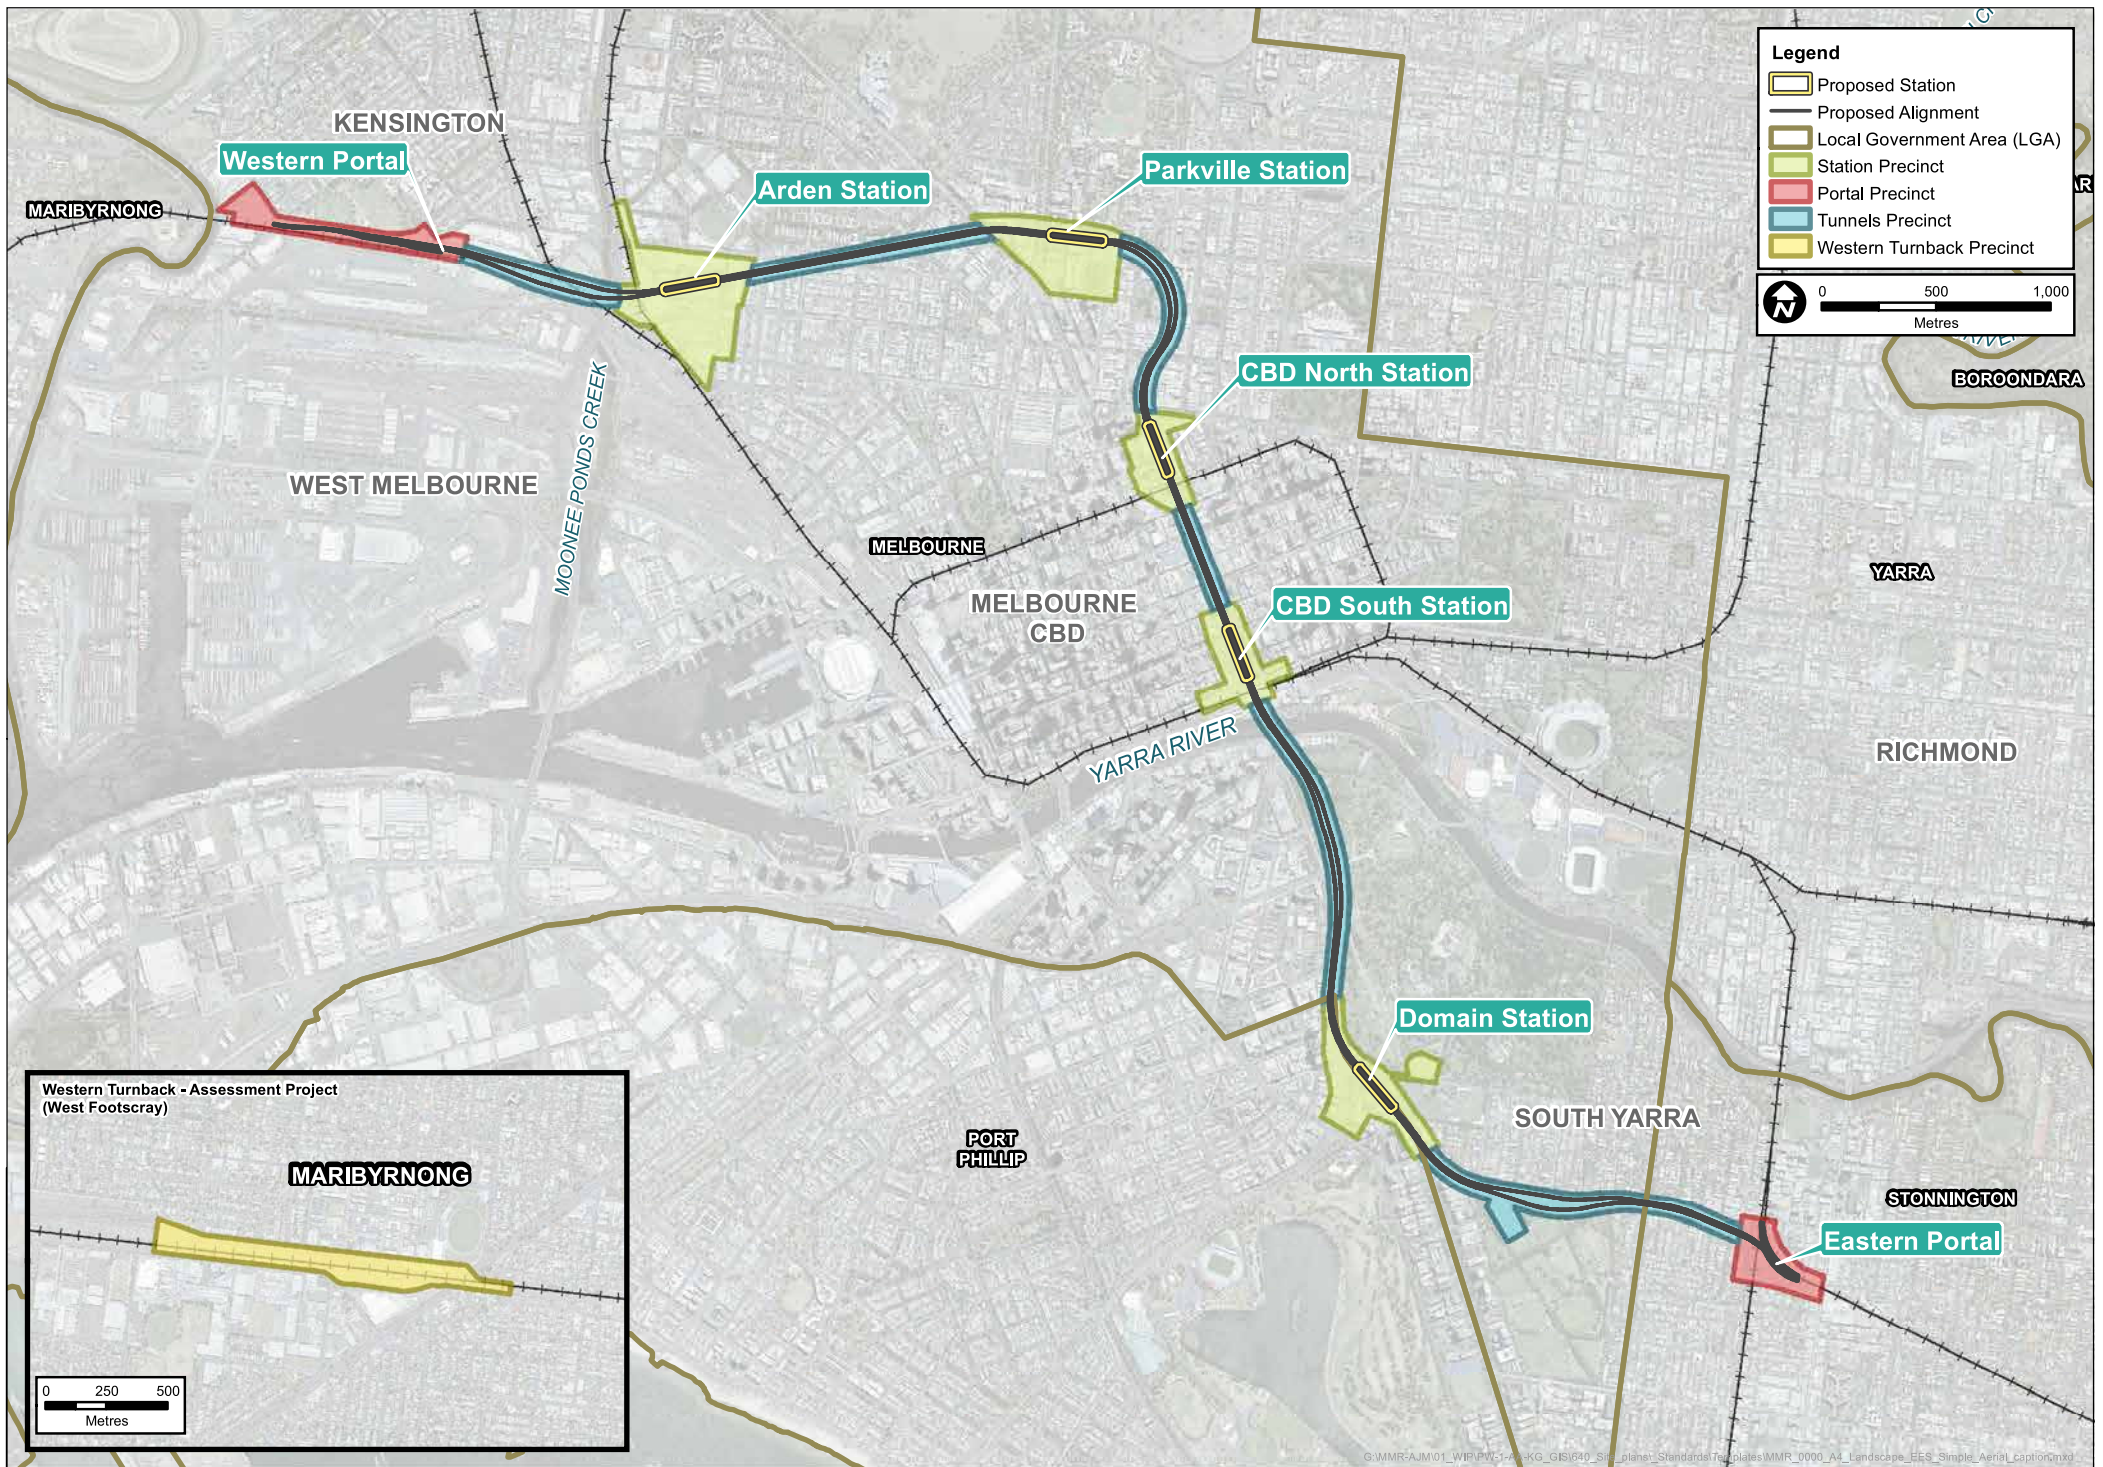 Legend
Proposed Station
Proposed Alignment
Local Government Area (LGA)
Station Precinct
Portal Precinct
Tunnels Precinct
Western Turnback Precinct
0 500 1,000
Metres
N
KENSINGTON
Western Portal
MARIBYRNONG
Arden Station
Parkville Station
CBD North Station
BOROONDARA
WEST MELBOURNE
MOONEE PONDS CREEK
MELBOURNE
YARRA
MELBOURNE
CBD
CBD South Station
YARRA RIVER
RICHMOND
Domain Station
SOUTH YARRA
PORT
PHILLIP
STONNINGTON
Eastern Portal
Western Turnback - Assessment Project
(West Footscray)
MARIBYRNONG
0 250 500
Metres